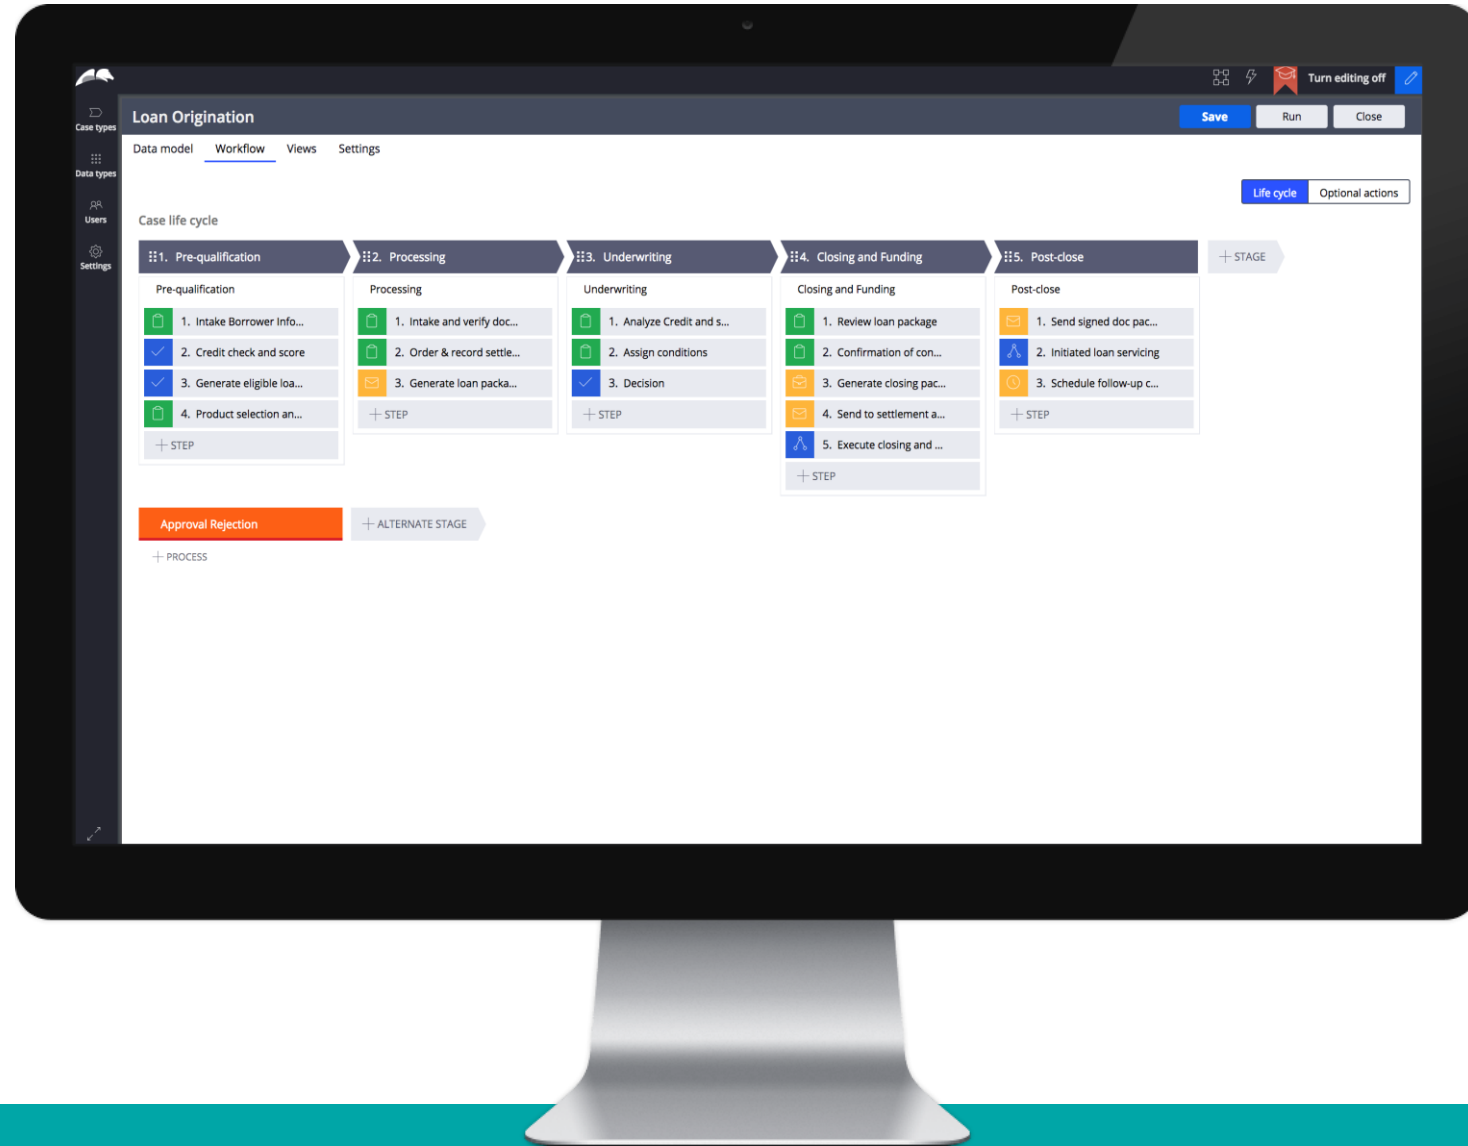 Turn editing off
Case types
Data types
Users
Settings
Loan Origination
Save
Run
Close
Data model
Workflow
Views
Settings
Life cycle
Optional actions
Case life cycle
1. Pre-qualification
2. Processing
3. Underwriting
4. Closing and Funding
5. Post-close
+ STAGE
Pre-qualification
1. Intake Borrower Info...
2. Credit check and score
3. Generate eligible loa...
4. Product selection an...
+ STEP
Processing
1. Intake and verify doc...
2. Order & record settle...
3. Generate loan packa...
+ STEP
Underwriting
1. Analyze Credit and s...
2. Assign conditions
3. Decision
+ STEP
Closing and Funding
1. Review loan package
2. Confirmation of con...
3. Generate closing pac...
4. Send to settlement a...
5. Execute closing and ...
+ STEP
Post-close
1. Send signed doc pac...
2. Initiated loan servicing
3. Schedule follow-up c...
+ STEP
Approval Rejection
+ ALTERNATE STAGE
+ PROCESS